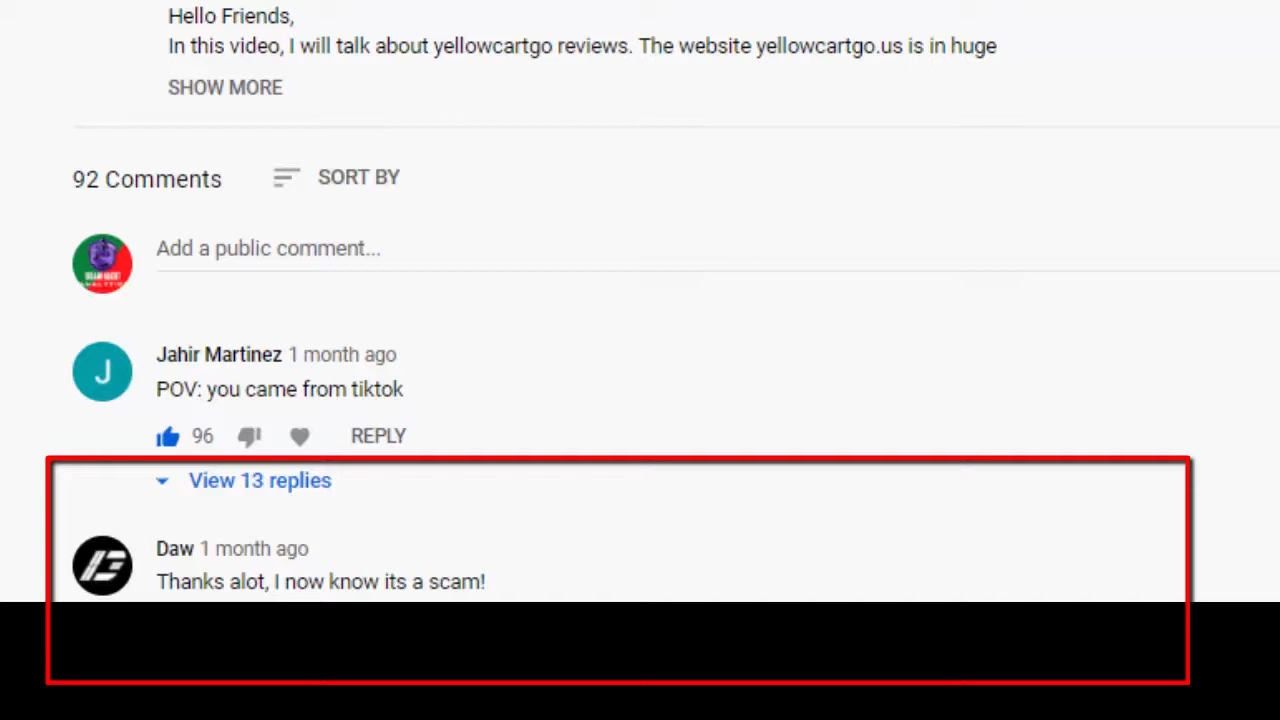 Hello Friends,
In this video, I will talk about yellowcartgo reviews. The website yellowcartgo.us is in huge
SHOW MORE
92 Comments
SORT BY
Add a public comment...
J
Jahir Martinez 1 month ago
POV: you came from tiktok
96
REPLY
View 13 replies
Daw 1 month ago
Thanks alot, I now know its a scam!